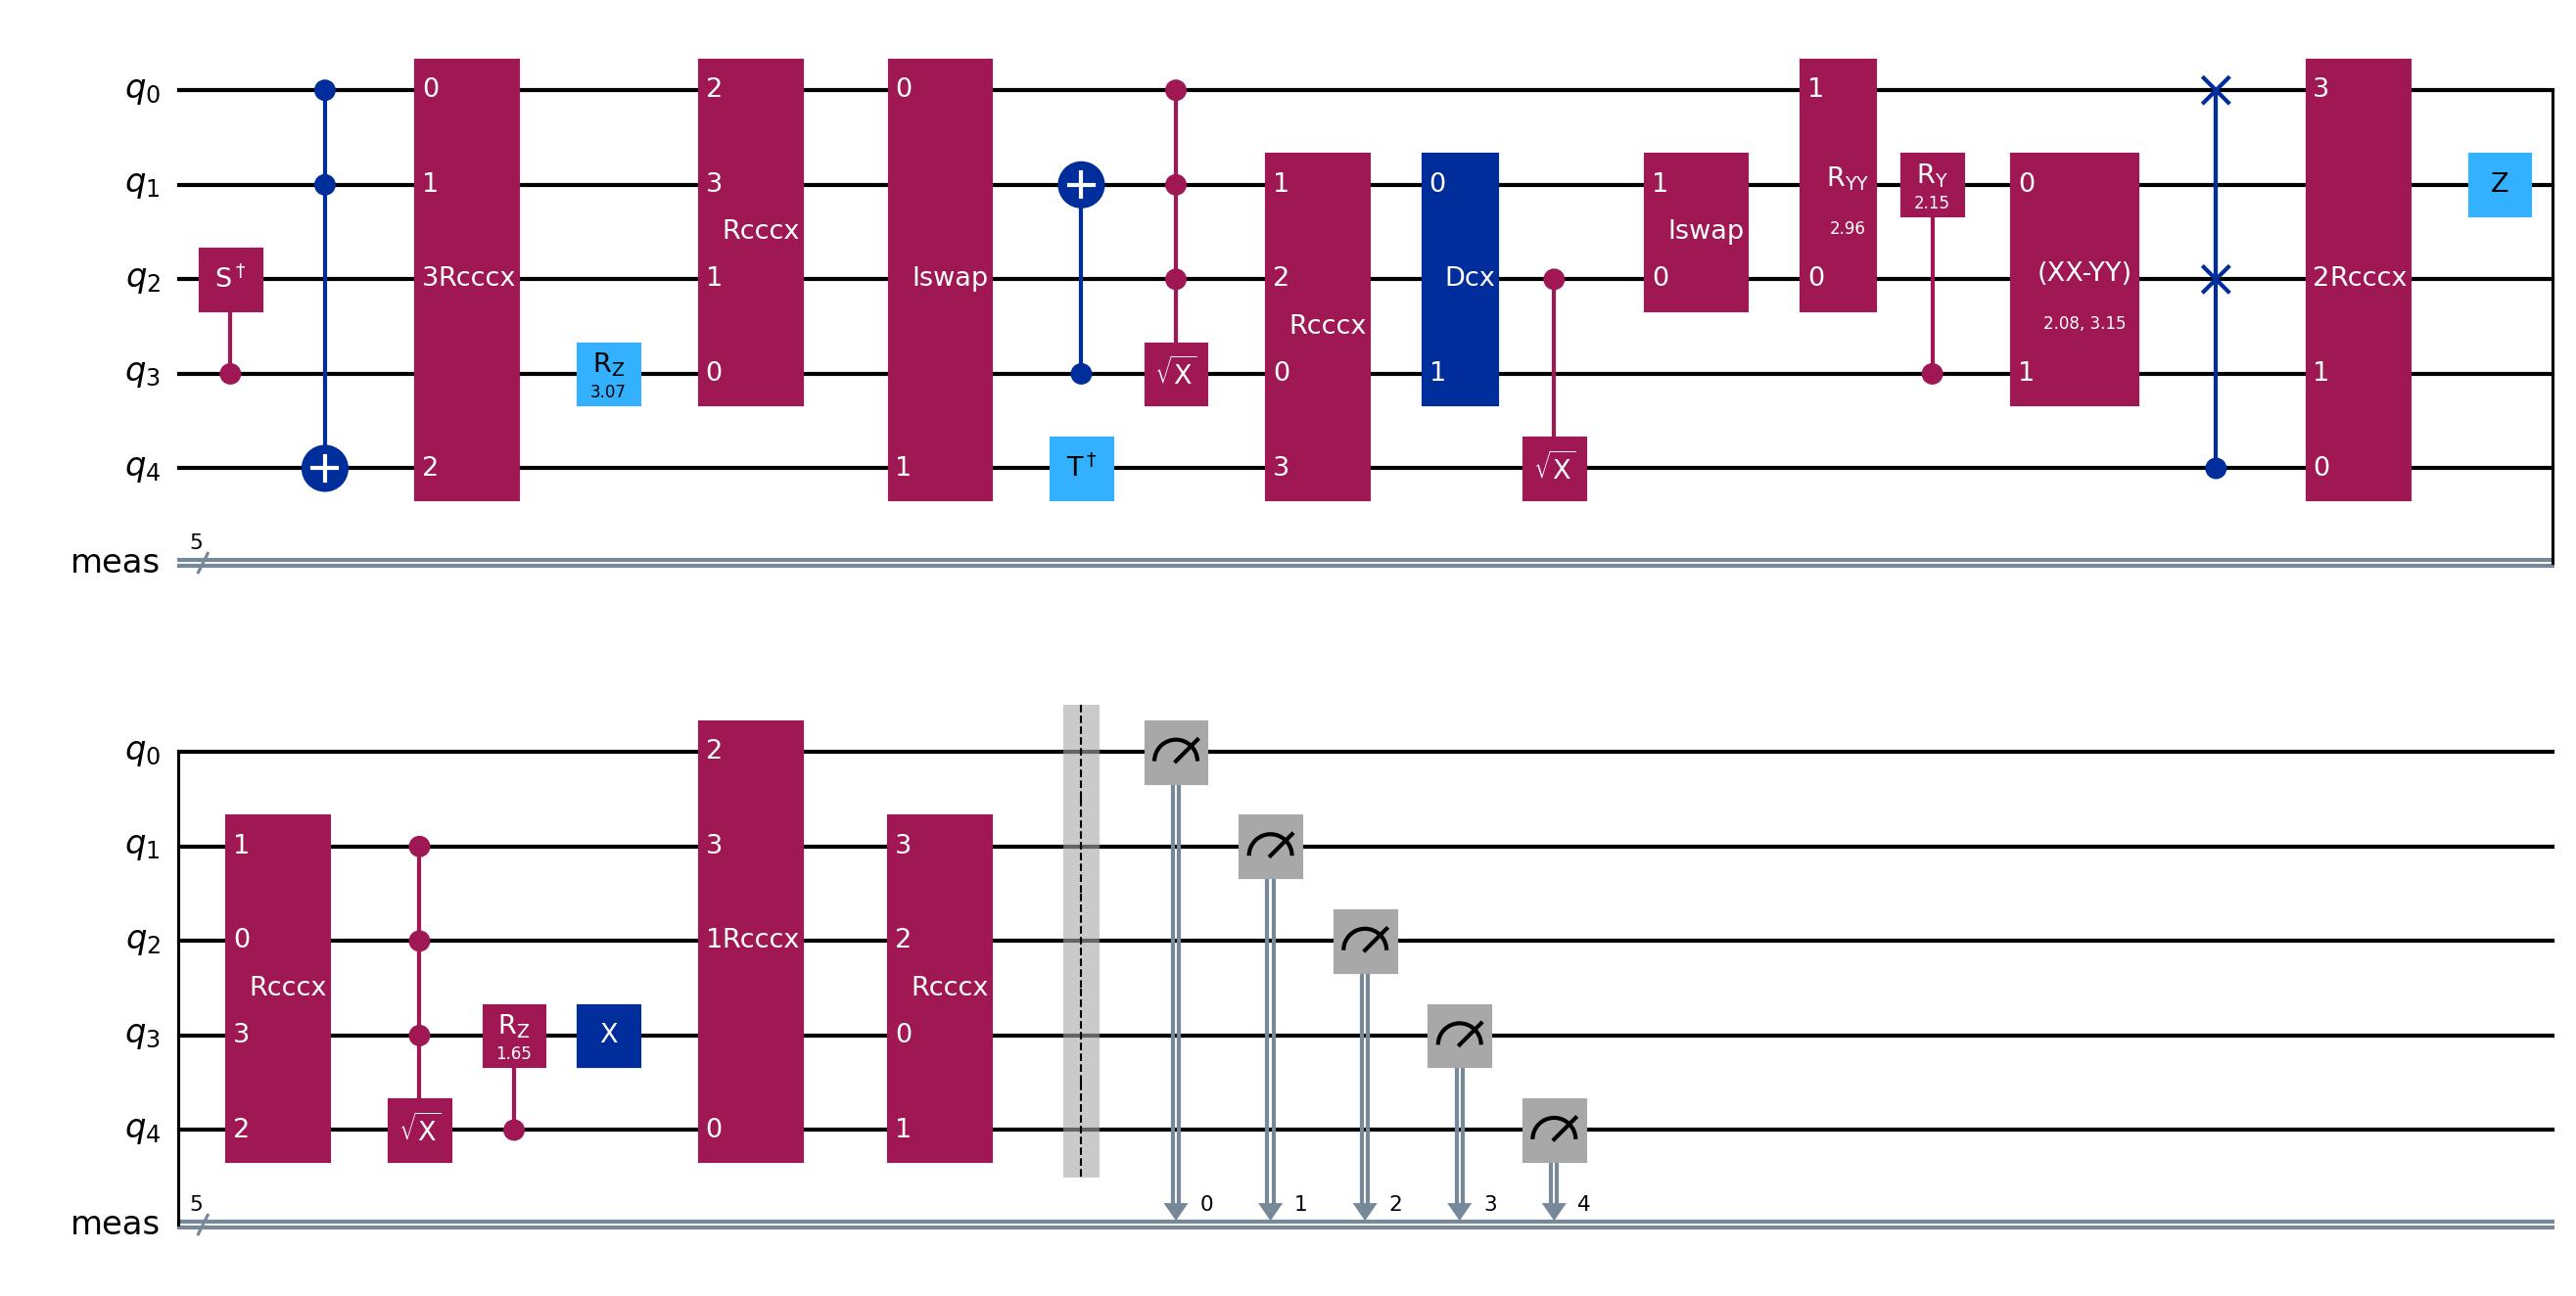 q0 0 2 0 1 3
q1 1 3 1 0 1 RYY RY 2.15 0 Z
Rcccx Iswap 2.96
S† q2 3Rcccx 1 Iswap 2 Dcx 0 0 (XX-YY) 2Rcccx
Rcccx 2.08, 3.15
q3 RZ 3.07 0 √X 0 1 1 1
q4 2 1 T† 3 √X 0
5
meas
q0 2
q1 1 3 3
q2 0 1Rcccx 2
Rcccx Rcccx
q3 3 RZ 1.65 X 0
q4 2 √X 0 1
5 0 1 2 3 4
meas